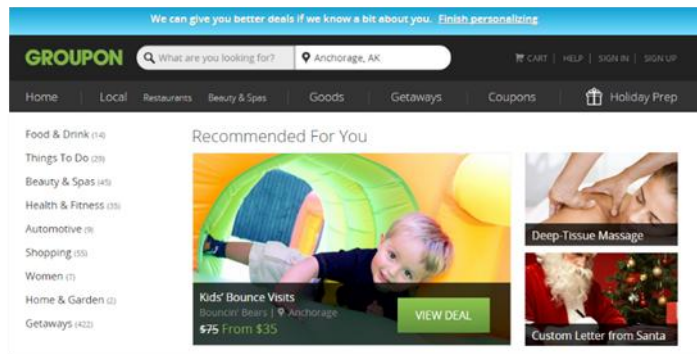 We can give you better deals if we know a bit about you. Finish personalizing
GROUPON What are you looking for? Anchorage, AK CART | HELP | SIGN IN | SIGN UP
Home Local Restaurants Beauty & Spas Goods Getaways Coupons Holiday Prep
Food & Drink (14)
Things To Do (29)
Beauty & Spas (45)
Health & Fitness (35)
Automotive (9)
Shopping (55)
Women (7)
Home & Garden (2)
Getaways (422)
Recommended For You
Kids' Bounce Visits
Bouncin' Bears | Anchorage
$75 From $35
VIEW DEAL
Deep-Tissue Massage
Custom Letter from Santa